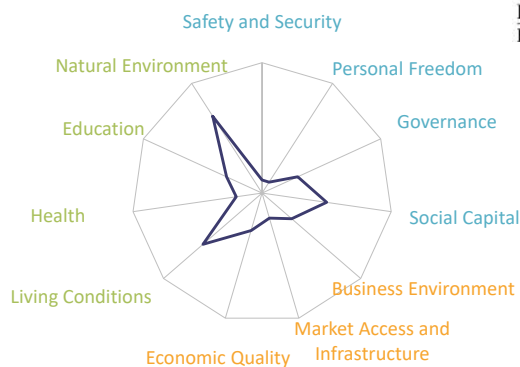 Safety and Security
Natural Environment
Personal Freedom
Education
Governance
Health
Social Capital
Living Conditions
Business Environment
Market Access and
Infrastructure
Economic Quality